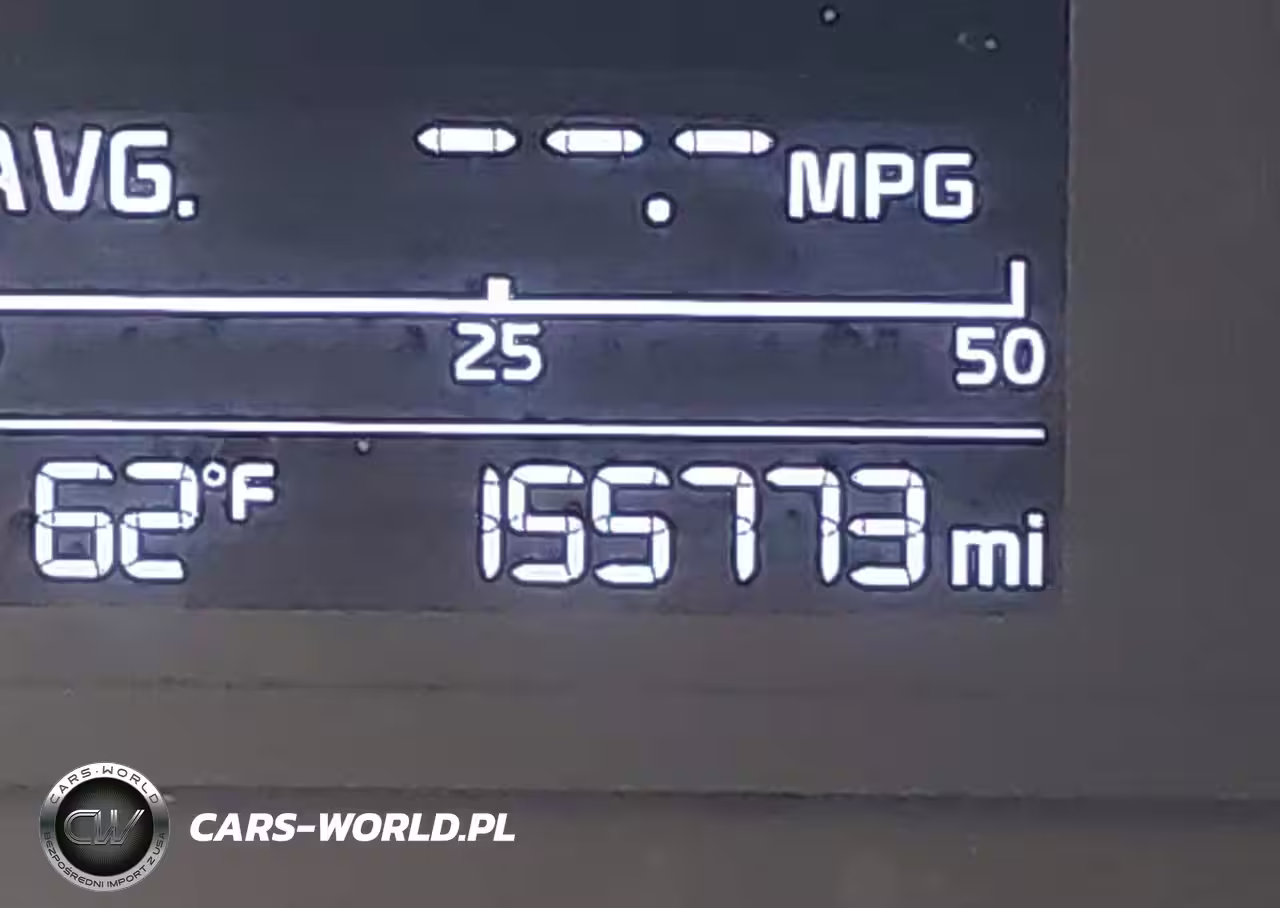 AVG. --.- MPG
25 50
62°F 155773 mi
CARS-WORLD
CW
BEZPOŚREDNI IMPORT Z USA
CARS-WORLD.PL